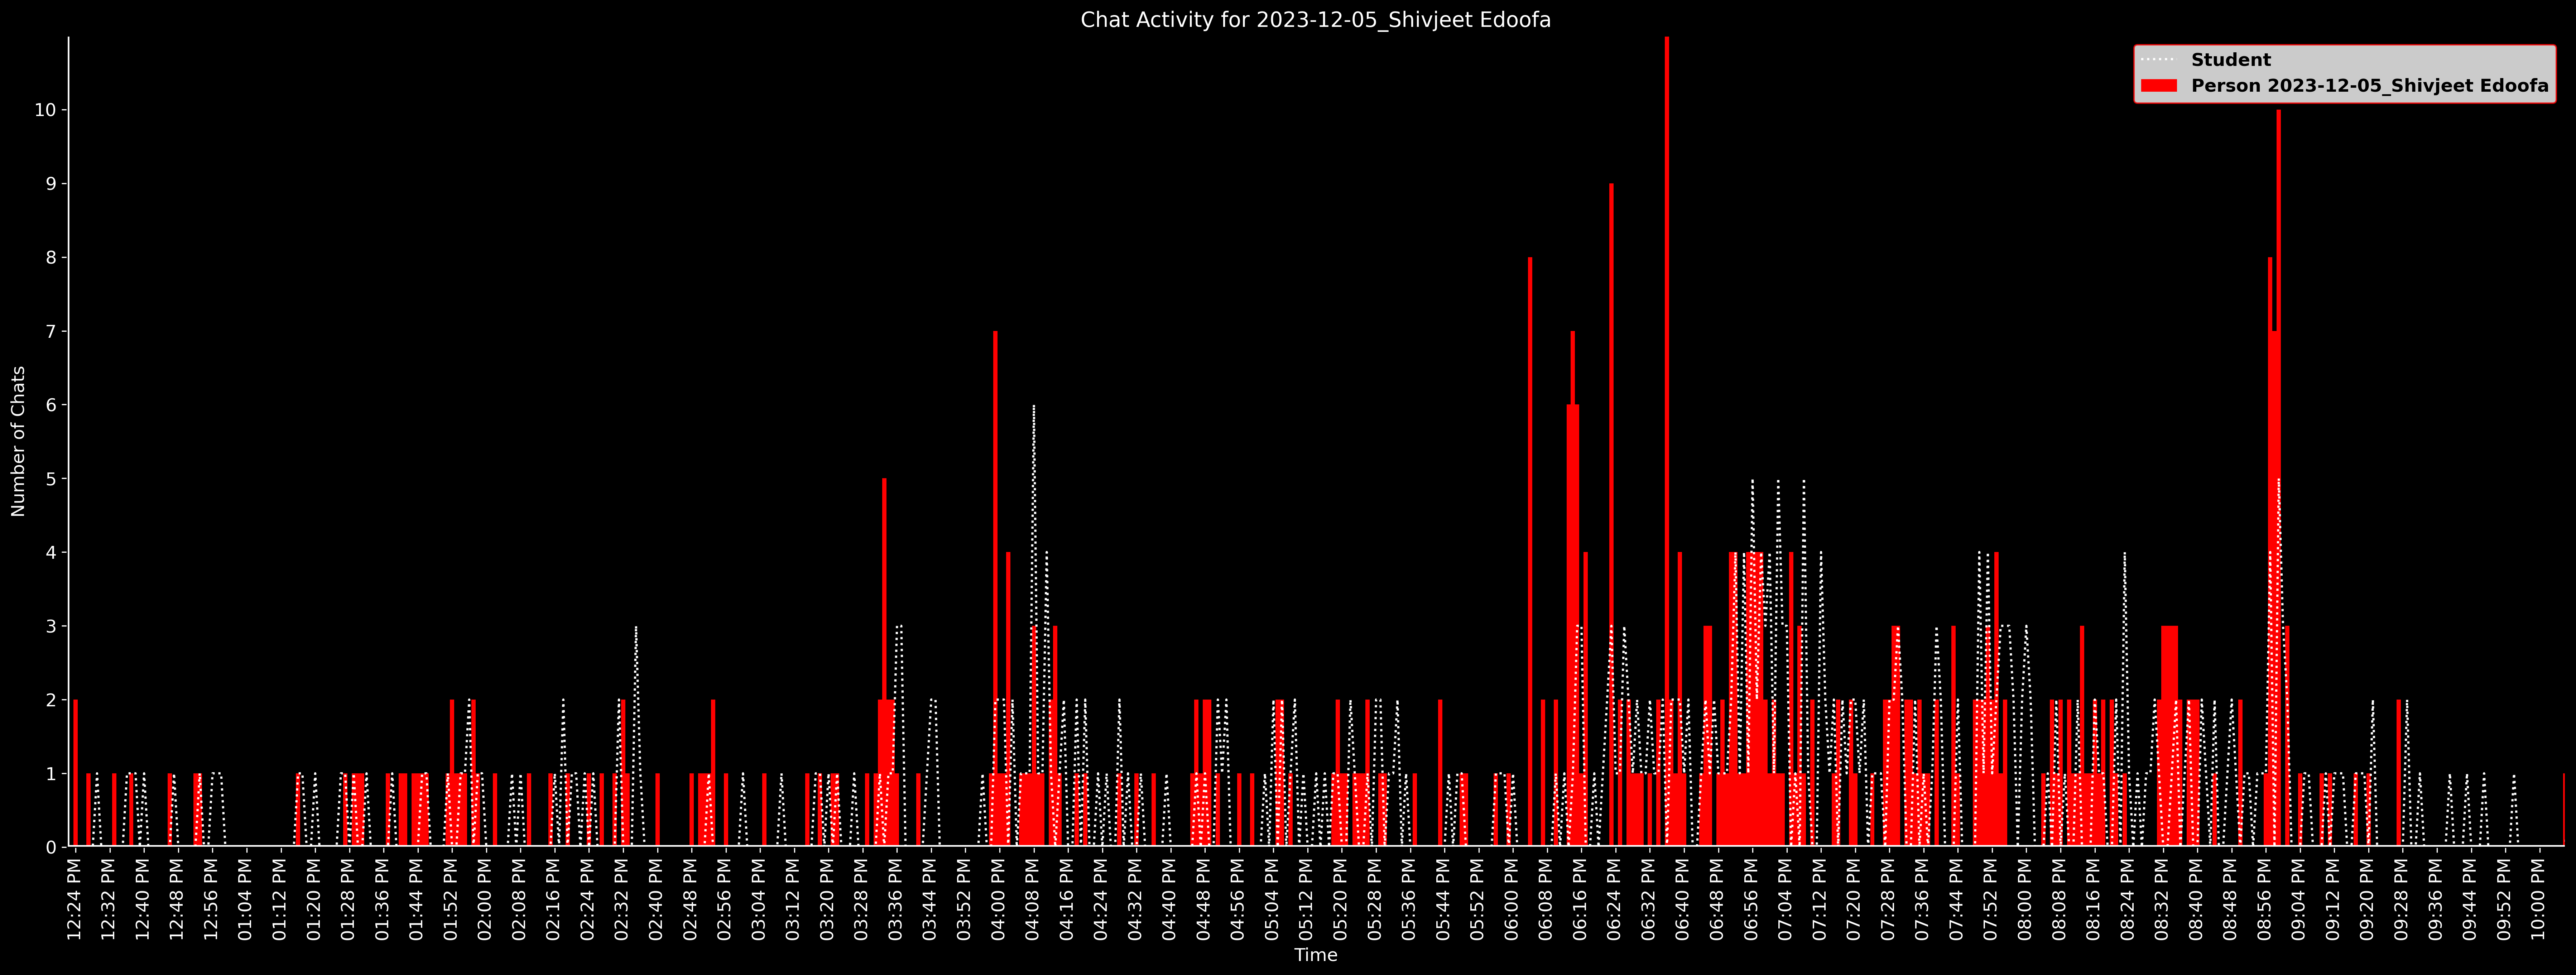 Chat Activity for 2023-12-05_Shivjeet Edoofa
Student
Person 2023-12-05_Shivjeet Edoofa
Number of Chats
10
9
8
7
6
5
4
3
2
1
0
12:24 PM
12:32 PM
12:40 PM
12:48 PM
12:56 PM
01:04 PM
01:12 PM
01:20 PM
01:28 PM
01:36 PM
01:44 PM
01:52 PM
02:00 PM
02:08 PM
02:16 PM
02:24 PM
02:32 PM
02:40 PM
02:48 PM
02:56 PM
03:04 PM
03:12 PM
03:20 PM
03:28 PM
03:36 PM
03:44 PM
03:52 PM
04:00 PM
04:08 PM
04:16 PM
04:24 PM
04:32 PM
04:40 PM
04:48 PM
04:56 PM
05:04 PM
05:12 PM
05:20 PM
05:28 PM
05:36 PM
05:44 PM
05:52 PM
06:00 PM
06:08 PM
06:16 PM
06:24 PM
06:32 PM
06:40 PM
06:48 PM
06:56 PM
07:04 PM
07:12 PM
07:20 PM
07:28 PM
07:36 PM
07:44 PM
07:52 PM
08:00 PM
08:08 PM
08:16 PM
08:24 PM
08:32 PM
08:40 PM
08:48 PM
08:56 PM
09:04 PM
09:12 PM
09:20 PM
09:28 PM
09:36 PM
09:44 PM
09:52 PM
10:00 PM
Time